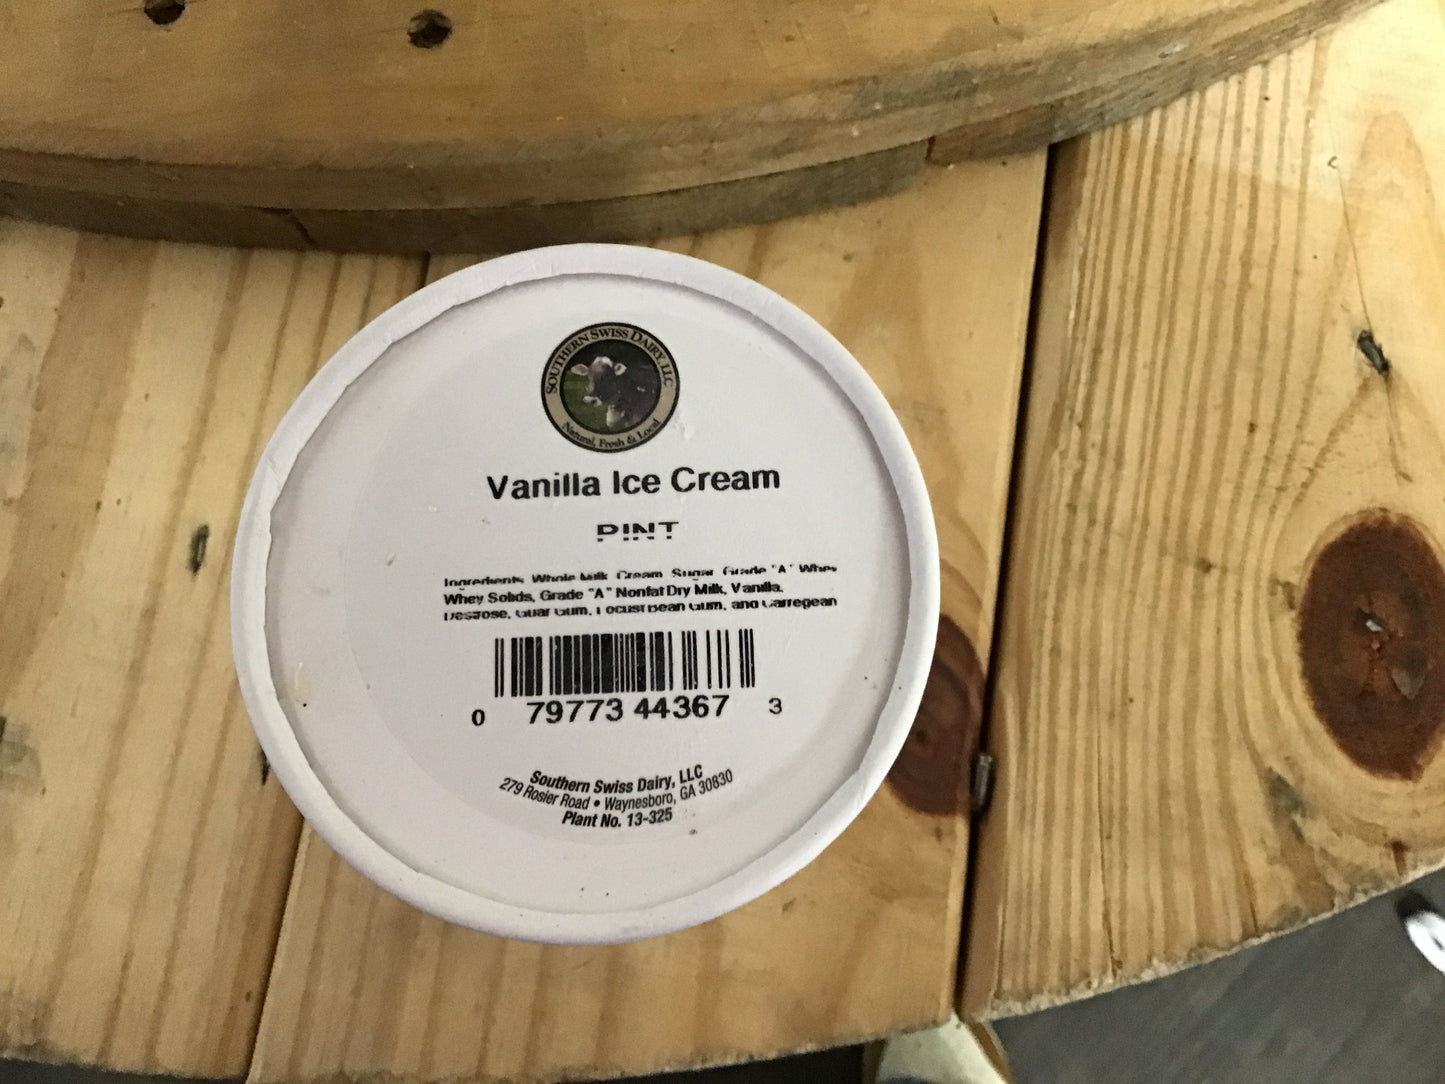 SOUTHERN SWISS DAIRY, LLC
Natural, Fresh & Local
Vanilla Ice Cream
PINT
Ingredients Whole Milk Cream Sugar Grade "A" Whey
Whey Solids, Grade "A" Nonfat Dry Milk, Vanilla,
Destrose, Guar Gum, Locust Bean Gum, and Carregean
0 79773 44367 3
Southern Swiss Dairy, LLC
279 Rosier Road • Waynesboro, GA 30830
Plant No. 13-325